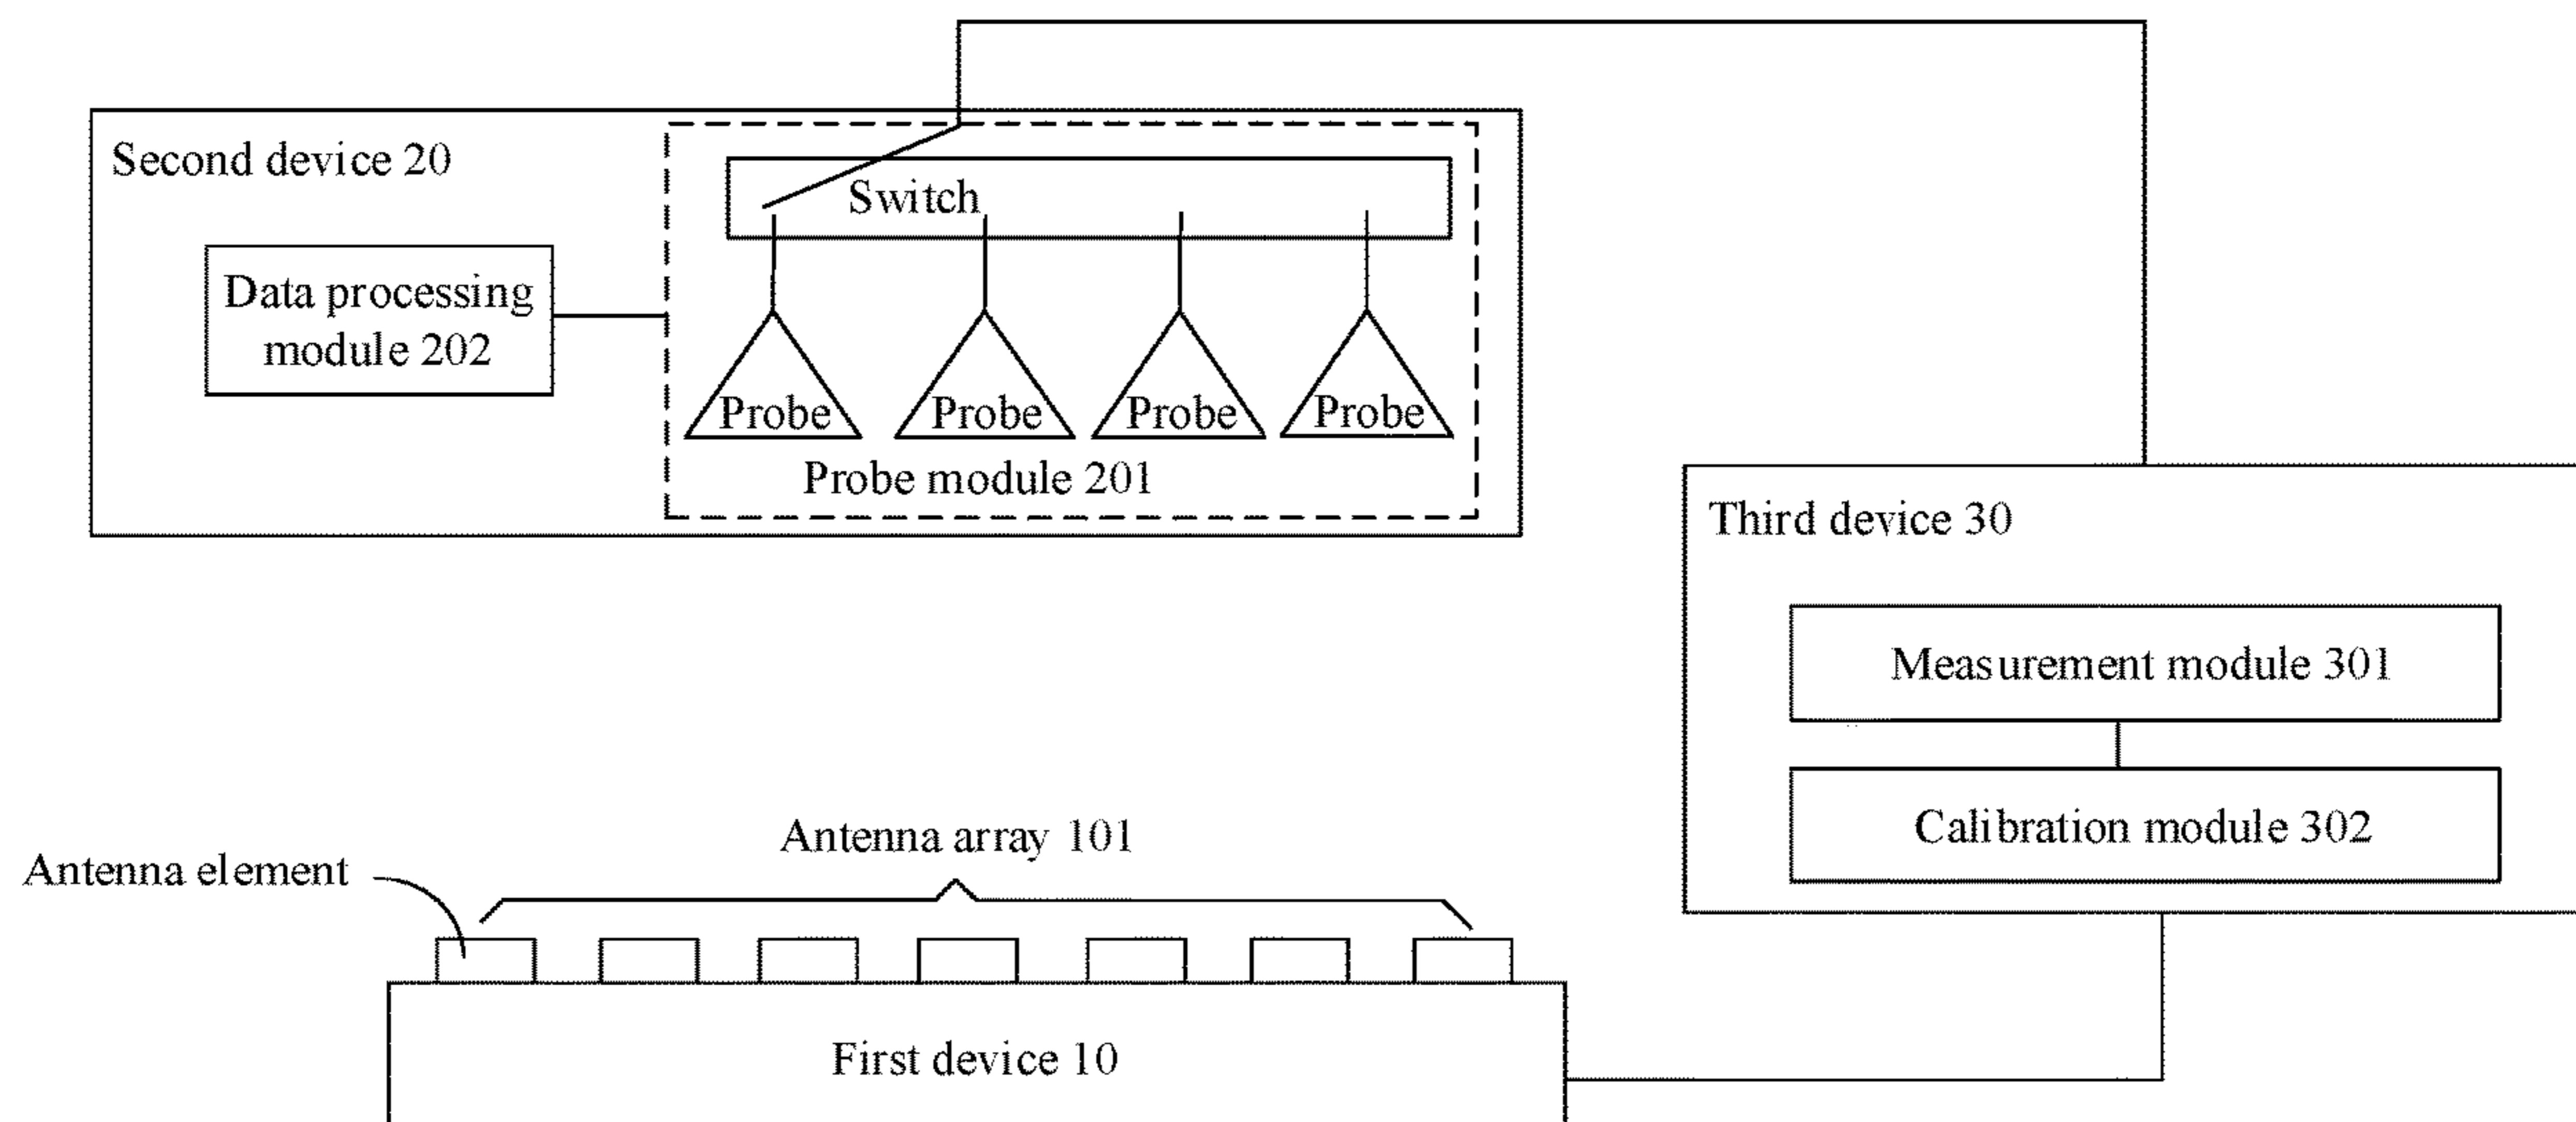 Second device 20
Switch
Data processing
module 202
Probe Probe Probe Probe
Probe module 201
Third device 30
Measurement module 301
Calibration module 302
Antenna array 101
Antenna element
First device 10